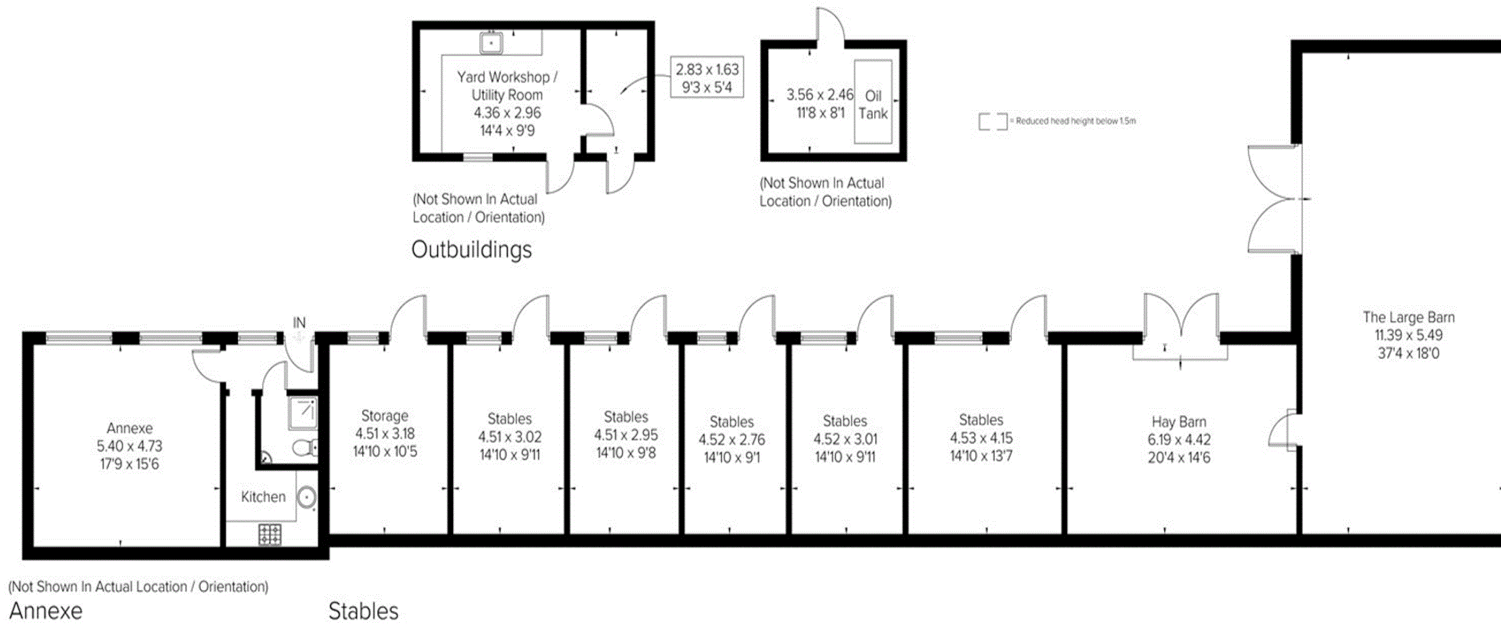 Yard Workshop /
Utility Room
4.36 x 2.96
14'4 x 9'9
2.83 x 1.63
9'3 x 5'4
3.56 x 2.46
11'8 x 8'1
Oil
Tank
= Reduced head height below 1.5m
(Not Shown In Actual
Location / Orientation)
(Not Shown In Actual
Location / Orientation)
Outbuildings
IN
The Large Barn
11.39 x 5.49
37'4 x 18'0
Annexe
5.40 x 4.73
17'9 x 15'6
Kitchen
Storage
4.51 x 3.18
14'10 x 10'5
Stables
4.51 x 3.02
14'10 x 9'11
Stables
4.51 x 2.95
14'10 x 9'8
Stables
4.52 x 2.76
14'10 x 9'1
Stables
4.52 x 3.01
14'10 x 9'11
Stables
4.53 x 4.15
14'10 x 13'7
Hay Barn
6.19 x 4.42
20'4 x 14'6
(Not Shown In Actual Location / Orientation)
Annexe
Stables